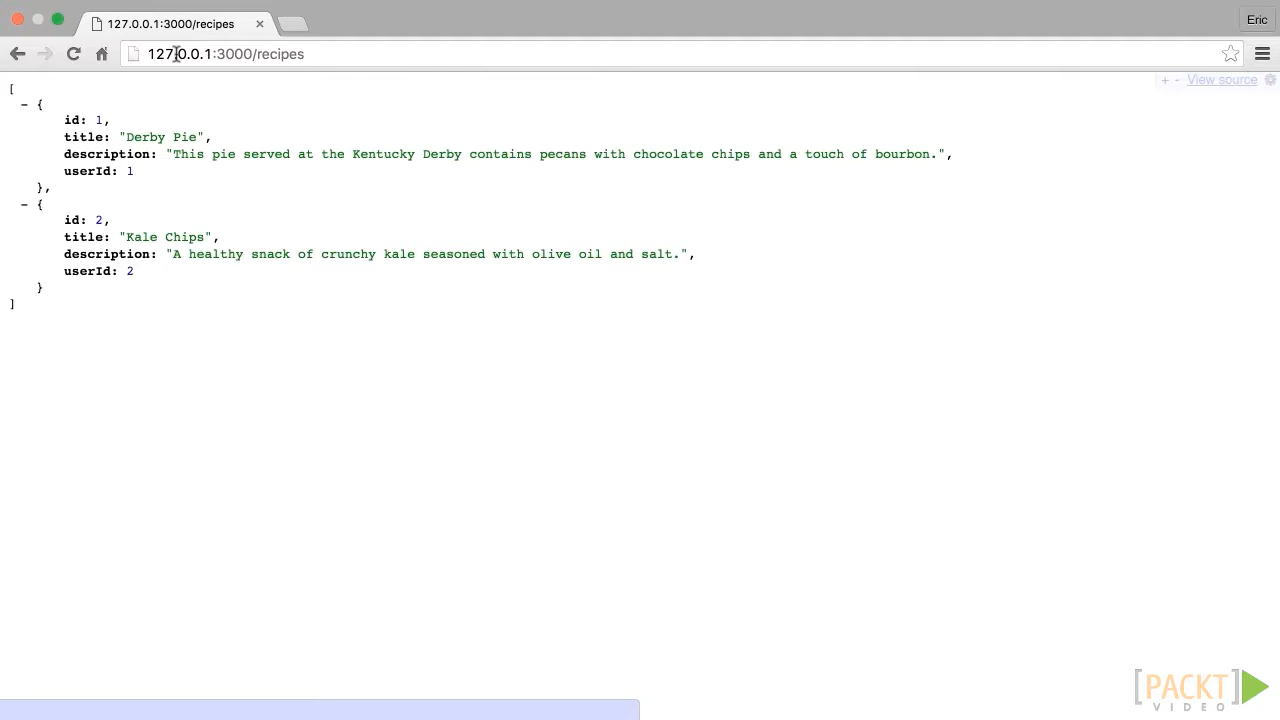 127.0.0.1:3000/recipes
Eric
127.0.0.1:3000/recipes
+ - View source
[
- {
id: 1,
title: "Derby Pie",
description: "This pie served at the Kentucky Derby contains pecans with chocolate chips and a touch of bourbon.",
userId: 1
},
- {
id: 2,
title: "Kale Chips",
description: "A healthy snack of crunchy kale seasoned with olive oil and salt.",
userId: 2
}
]
[PACKT]
VIDEO